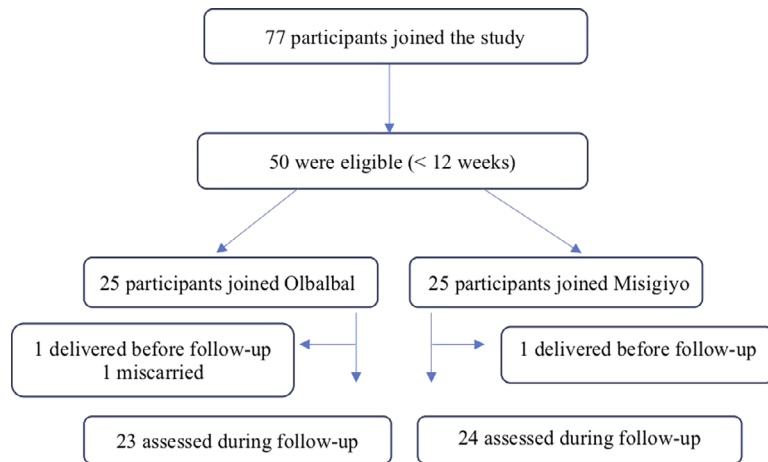 77 participants joined the study
50 were eligible (< 12 weeks)
25 participants joined Olbalbal
25 participants joined Misigiyo
1 delivered before follow-up
1 miscarried
1 delivered before follow-up
23 assessed during follow-up
24 assessed during follow-up